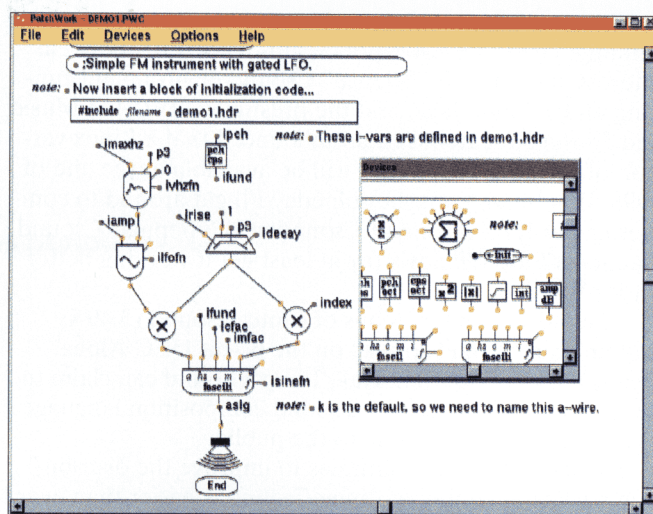 PatchWork - DEMO1.PWC
File Edit Devices Options Help
:Simple FM instrument with gated LFO.
note: Now insert a block of initialization code...
#include filename demo1.hdr
imaxhz
p3
0
ivhzfn
ipch
pch
cps
ifund
note: These i-vars are defined in demo1.hdr
Devices
iamp
ilfofn
irise
1
p3
idecay
note:
Σ
Σ
pch
oct
cps
oct
x2
|x|
int
amp
dB
×
×
index
ifund
icfac
imfac
a hz c m i f
foscili
isinefn
a hz c m i f
foscili
a hz c m i f
foscili
asig
note: k is the default, so we need to name this a-wire.
End